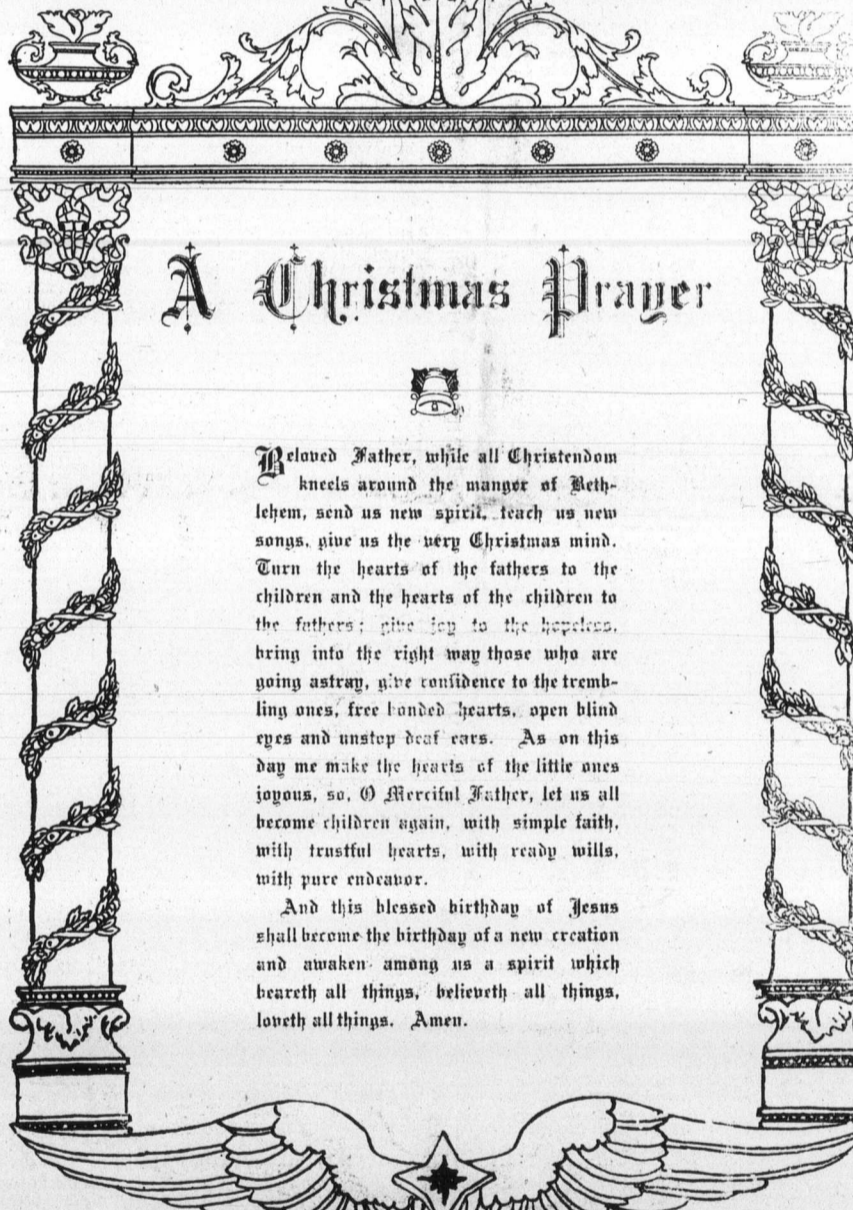 A Christmas Prayer
Beloved Father, while all Christendom
kneels around the manger of Beth-
lehem, send us new spirit, teach us new
songs, give us the very Christmas mind.
Turn the hearts of the fathers to the
children and the hearts of the children to
the fathers; give joy to the hopeless,
bring into the right way those who are
going astray, give confidence to the tremb-
ling ones, free bonded hearts, open blind
eyes and unstop deaf ears. As on this
day me make the hearts of the little ones
joyous, so, O Merciful Father, let us all
become children again, with simple faith,
with trustful hearts, with ready wills,
with pure endeavor.
And this blessed birthday of Jesus
shall become the birthday of a new creation
and awaken among us a spirit which
beareth all things, believeth all things,
loveth all things. Amen.